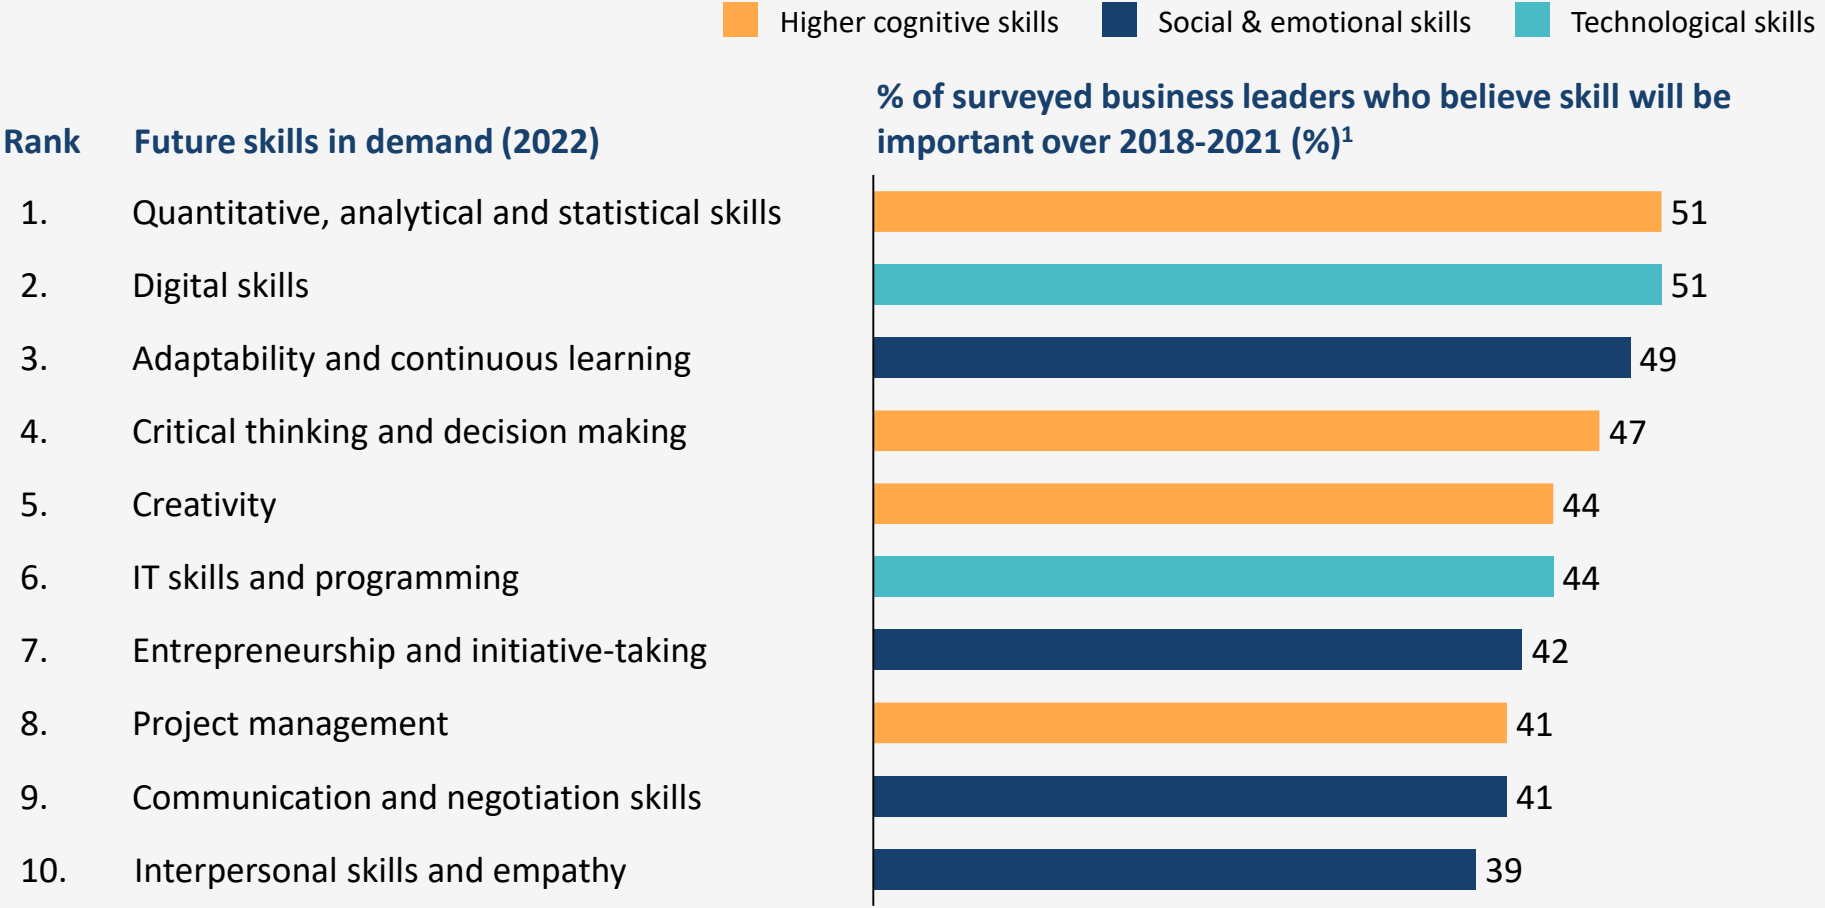 Higher cognitive skills Social & emotional skills Technological skills
% of surveyed business leaders who believe skill will be
Rank Future skills in demand (2022) important over 2018-2021 (%)¹
1. Quantitative, analytical and statistical skills 51
2. Digital skills 51
3. Adaptability and continuous learning 49
4. Critical thinking and decision making 47
5. Creativity 44
6. IT skills and programming 44
7. Entrepreneurship and initiative-taking 42
8. Project management 41
9. Communication and negotiation skills 41
10. Interpersonal skills and empathy 39